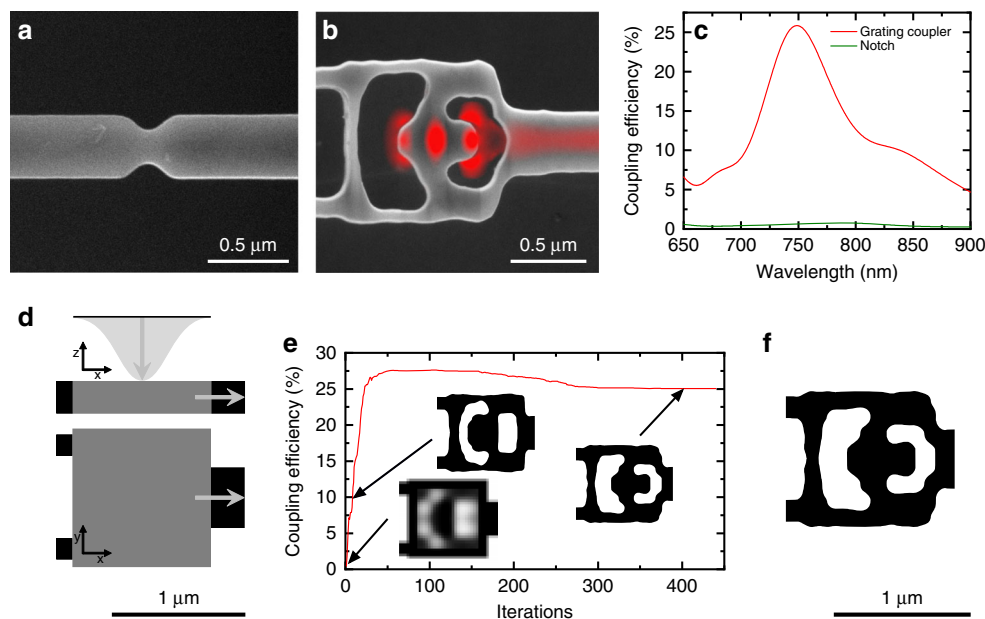 a
0.5 μm
b
0.5 μm
c
Coupling efficiency (%)
25
20
15
10
5
0
Grating coupler
Notch
650 700 750 800 850 900
Wavelength (nm)
d
z
x
y
x
1 μm
e
Coupling efficiency (%)
30
25
20
15
10
5
0
0 100 200 300 400
Iterations
f
1 μm